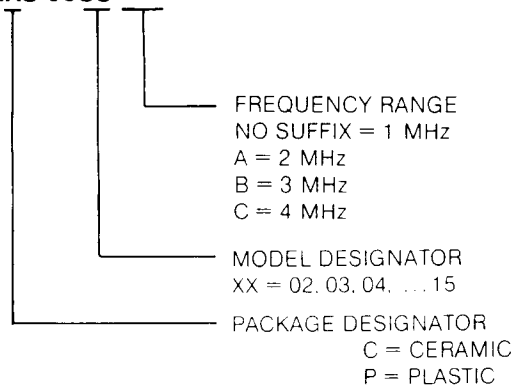 FREQUENCY RANGE
NO SUFFIX = 1 MHz
A = 2 MHz
B = 3 MHz
C = 4 MHz
MODEL DESIGNATOR
XX = 02, 03, 04, ... 15
PACKAGE DESIGNATOR
C = CERAMIC
P = PLASTIC